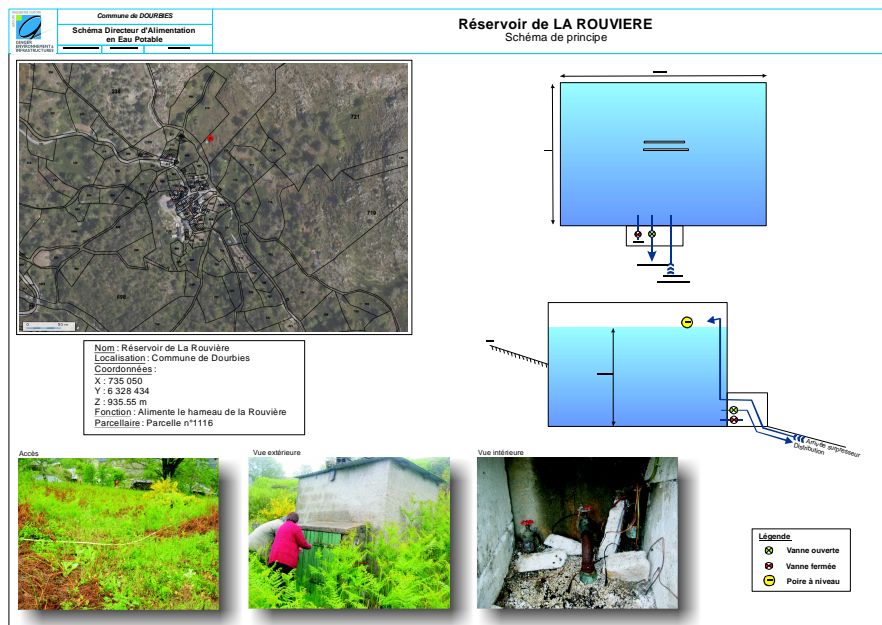 Commune de DOURBIES
Schéma Directeur d'Alimentation
en Eau Potable
GINGER
ENVIRONNEMENT &
INFRASTRUCTURES
Réservoir de LA ROUVIERE
Schéma de principe
721
719
Nom : Réservoir de La Rouvière
Localisation : Commune de Dourbies
Coordonnées :
X : 735 050
Y : 6 328 434
Z : 935.55 m
Fonction : Alimente le hameau de la Rouvière
Parcellaire : Parcelle n°1116
Arrivée surpresseur
Distribution
Accès
Vue extérieure
Vue intérieure
Légende
Vanne ouverte
Vanne fermée
Poire à niveau